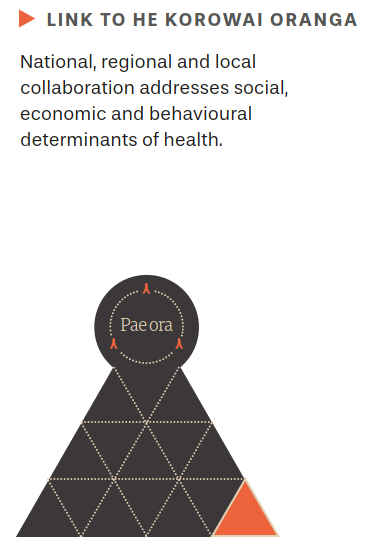 LINK TO HE KOROWAI ORANGA
National, regional and local
collaboration addresses social,
economic and behavioural
determinants of health.
Pae ora